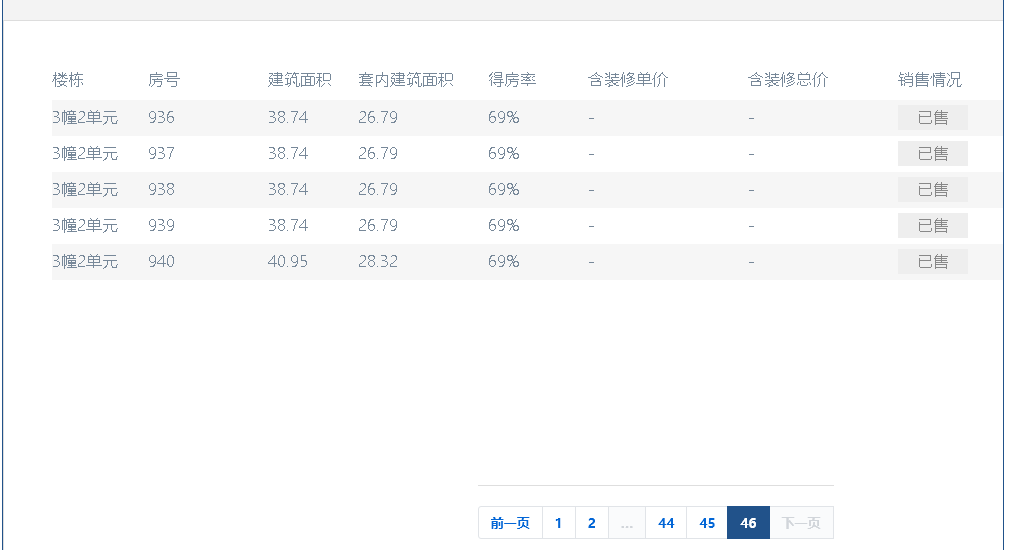 楼栋 房号 建筑面积 套内建筑面积 得房率 含装修单价 含装修总价 销售情况
3幢2单元 936 38.74 26.79 69% - - 已售
3幢2单元 937 38.74 26.79 69% - - 已售
3幢2单元 938 38.74 26.79 69% - - 已售
3幢2单元 939 38.74 26.79 69% - - 已售
3幢2单元 940 40.95 28.32 69% - - 已售
前一页 1 2 ... 44 45 46 下一页